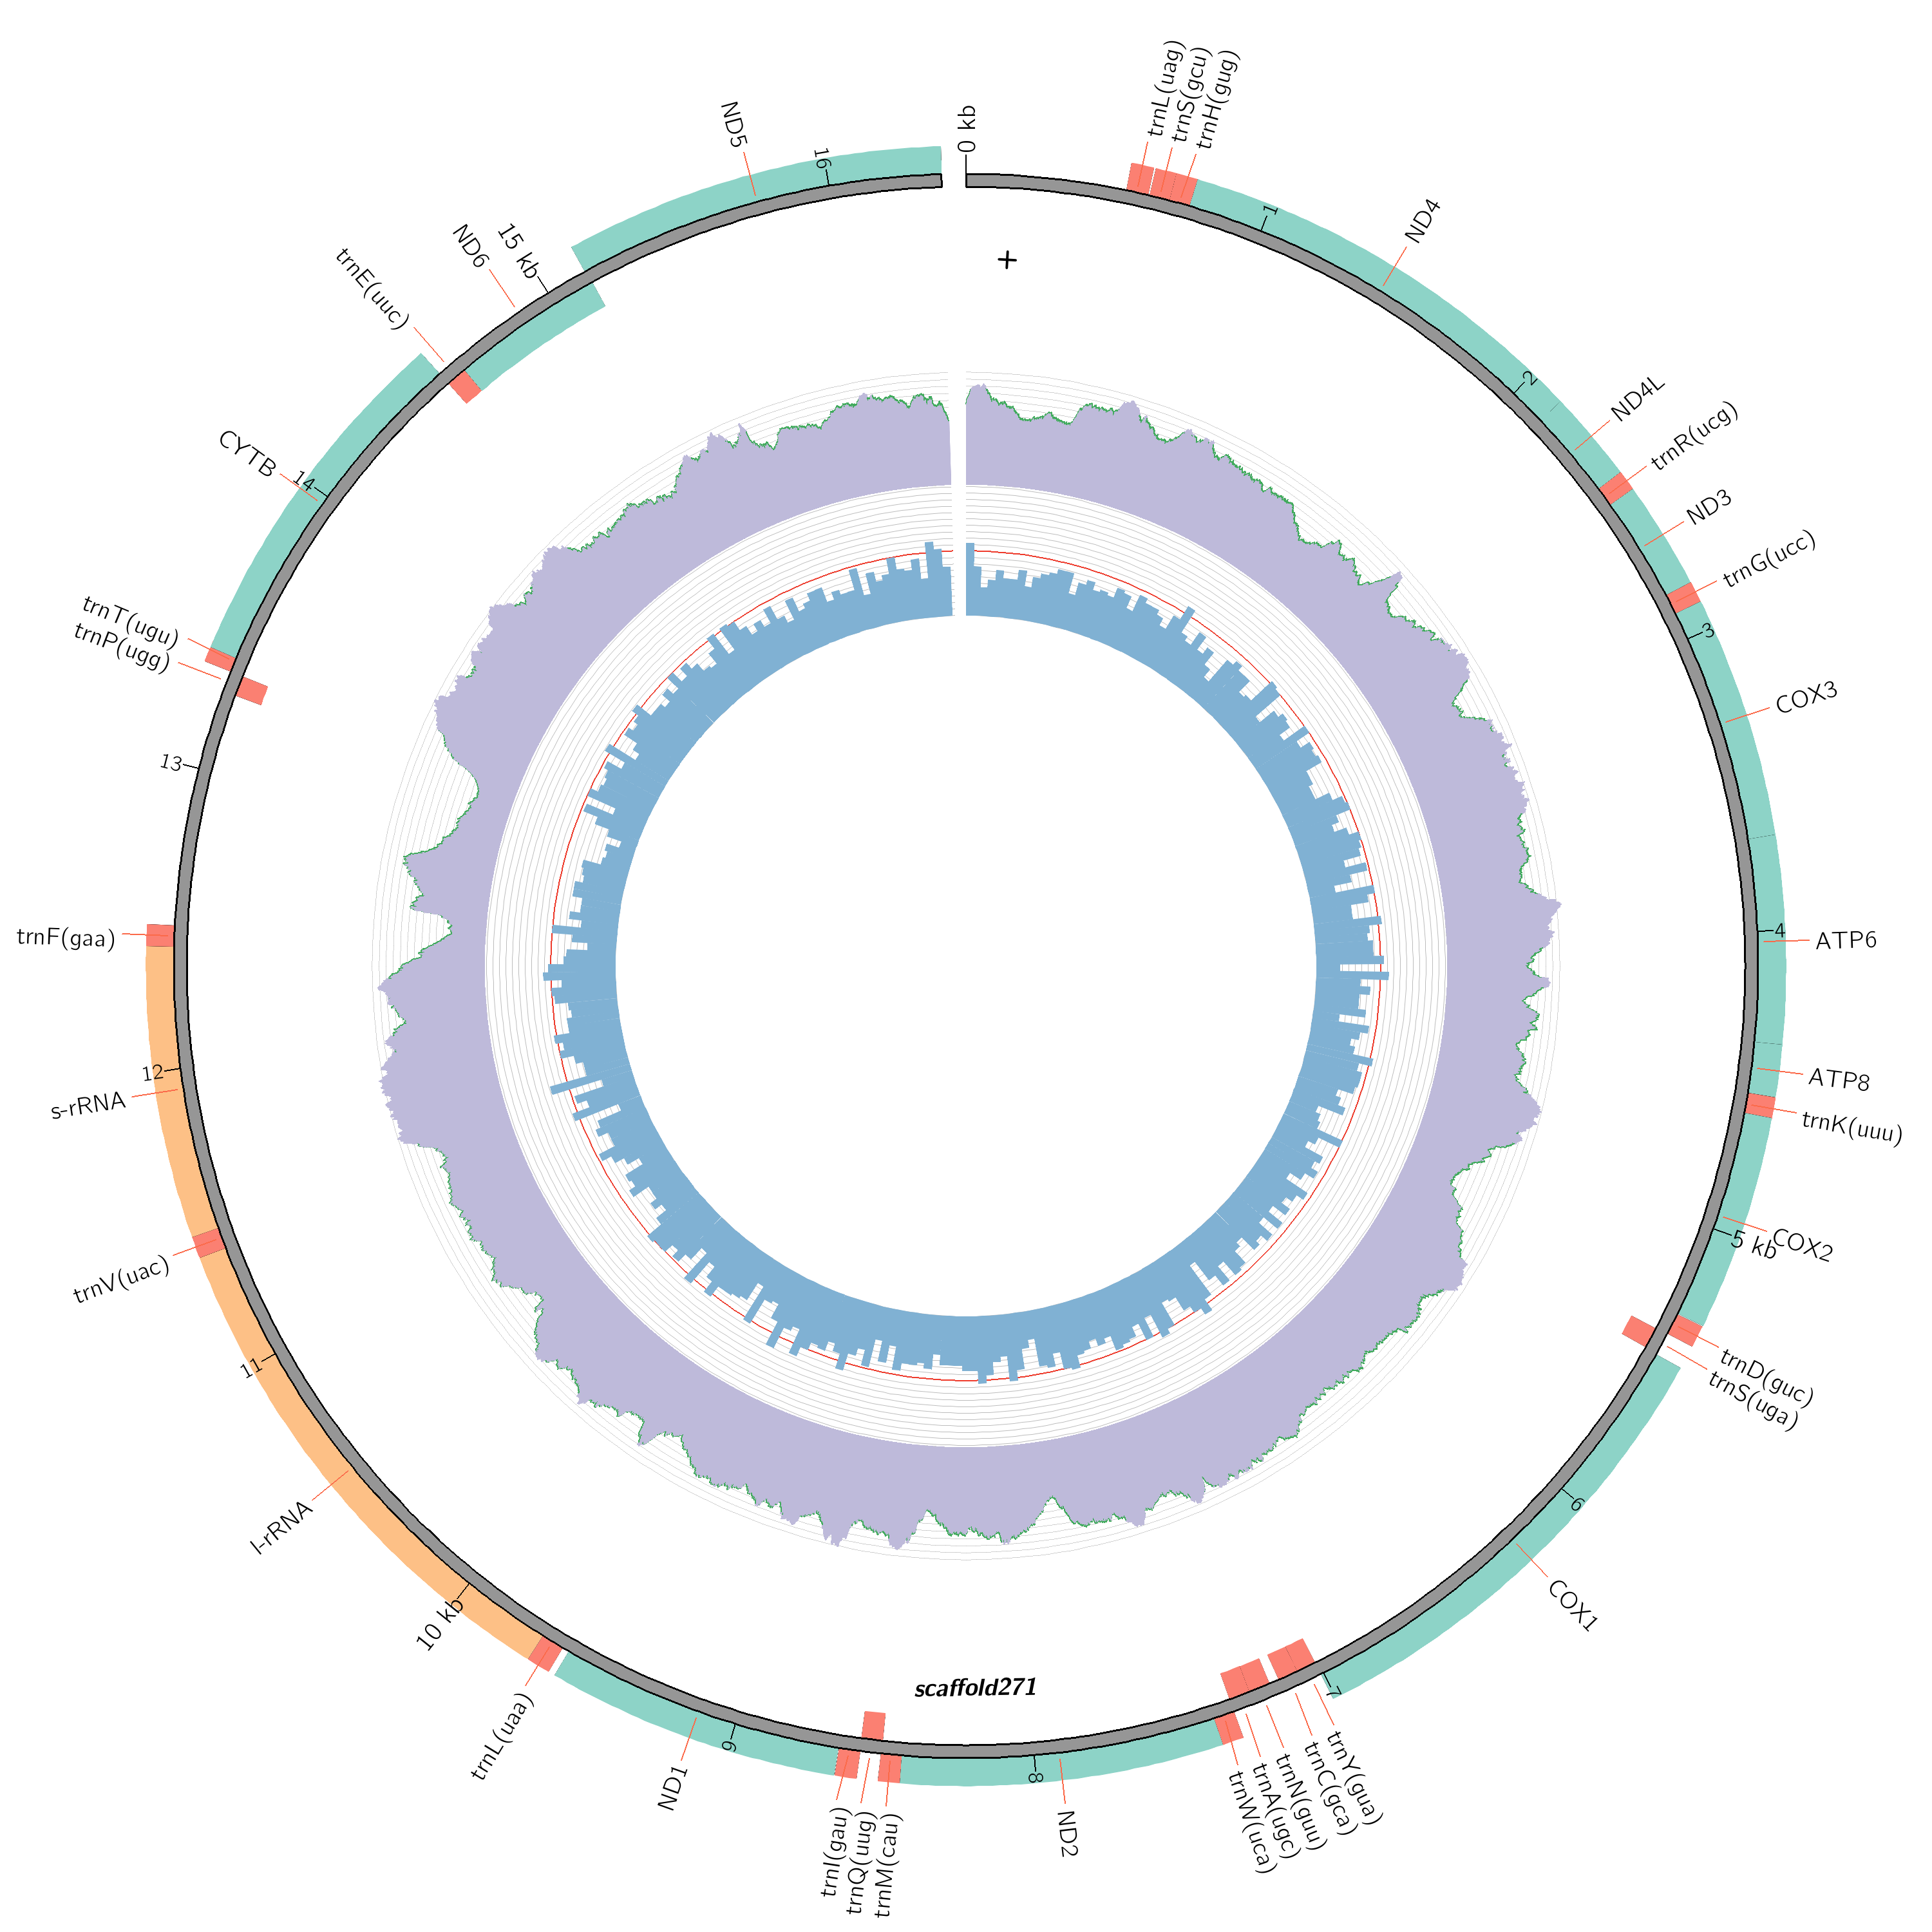 0 kb
trnL(uag)
trnS(gcu)
trnH(gug)
1
ND4
2
ND4L
trnR(ucg)
ND3
trnG(ucc)
3
COX3
4
ATP6
ATP8
trnK(uuu)
COX2
5 kb
trnD(guc)
trnS(uga)
6
COX1
7
trnY(gua)
trnC(gca)
trnN(guu)
trnA(ugc)
trnW(uca)
ND2
8
trnM(cau)
trnQ(uug)
trnI(gau)
9
ND1
trnL(uaa)
10 kb
l-rRNA
11
trnV(uac)
s-rRNA
12
trnF(gaa)
13
trnP(ugg)
trnT(ugu)
14
CYTB
trnE(uuc)
ND6
15 kb
ND5
16
+
scaffold271